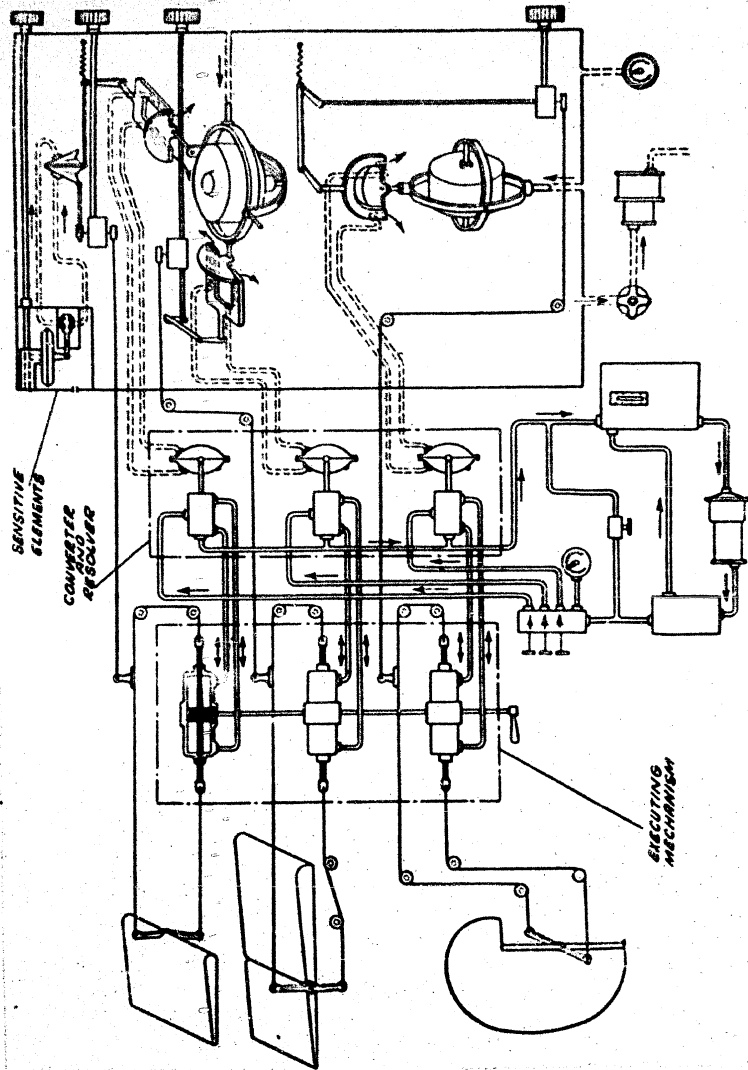 SENSITIVE
ELEMENTS
CONVERTER
AND
RESOLVER
EXECUTING
MECHANISM